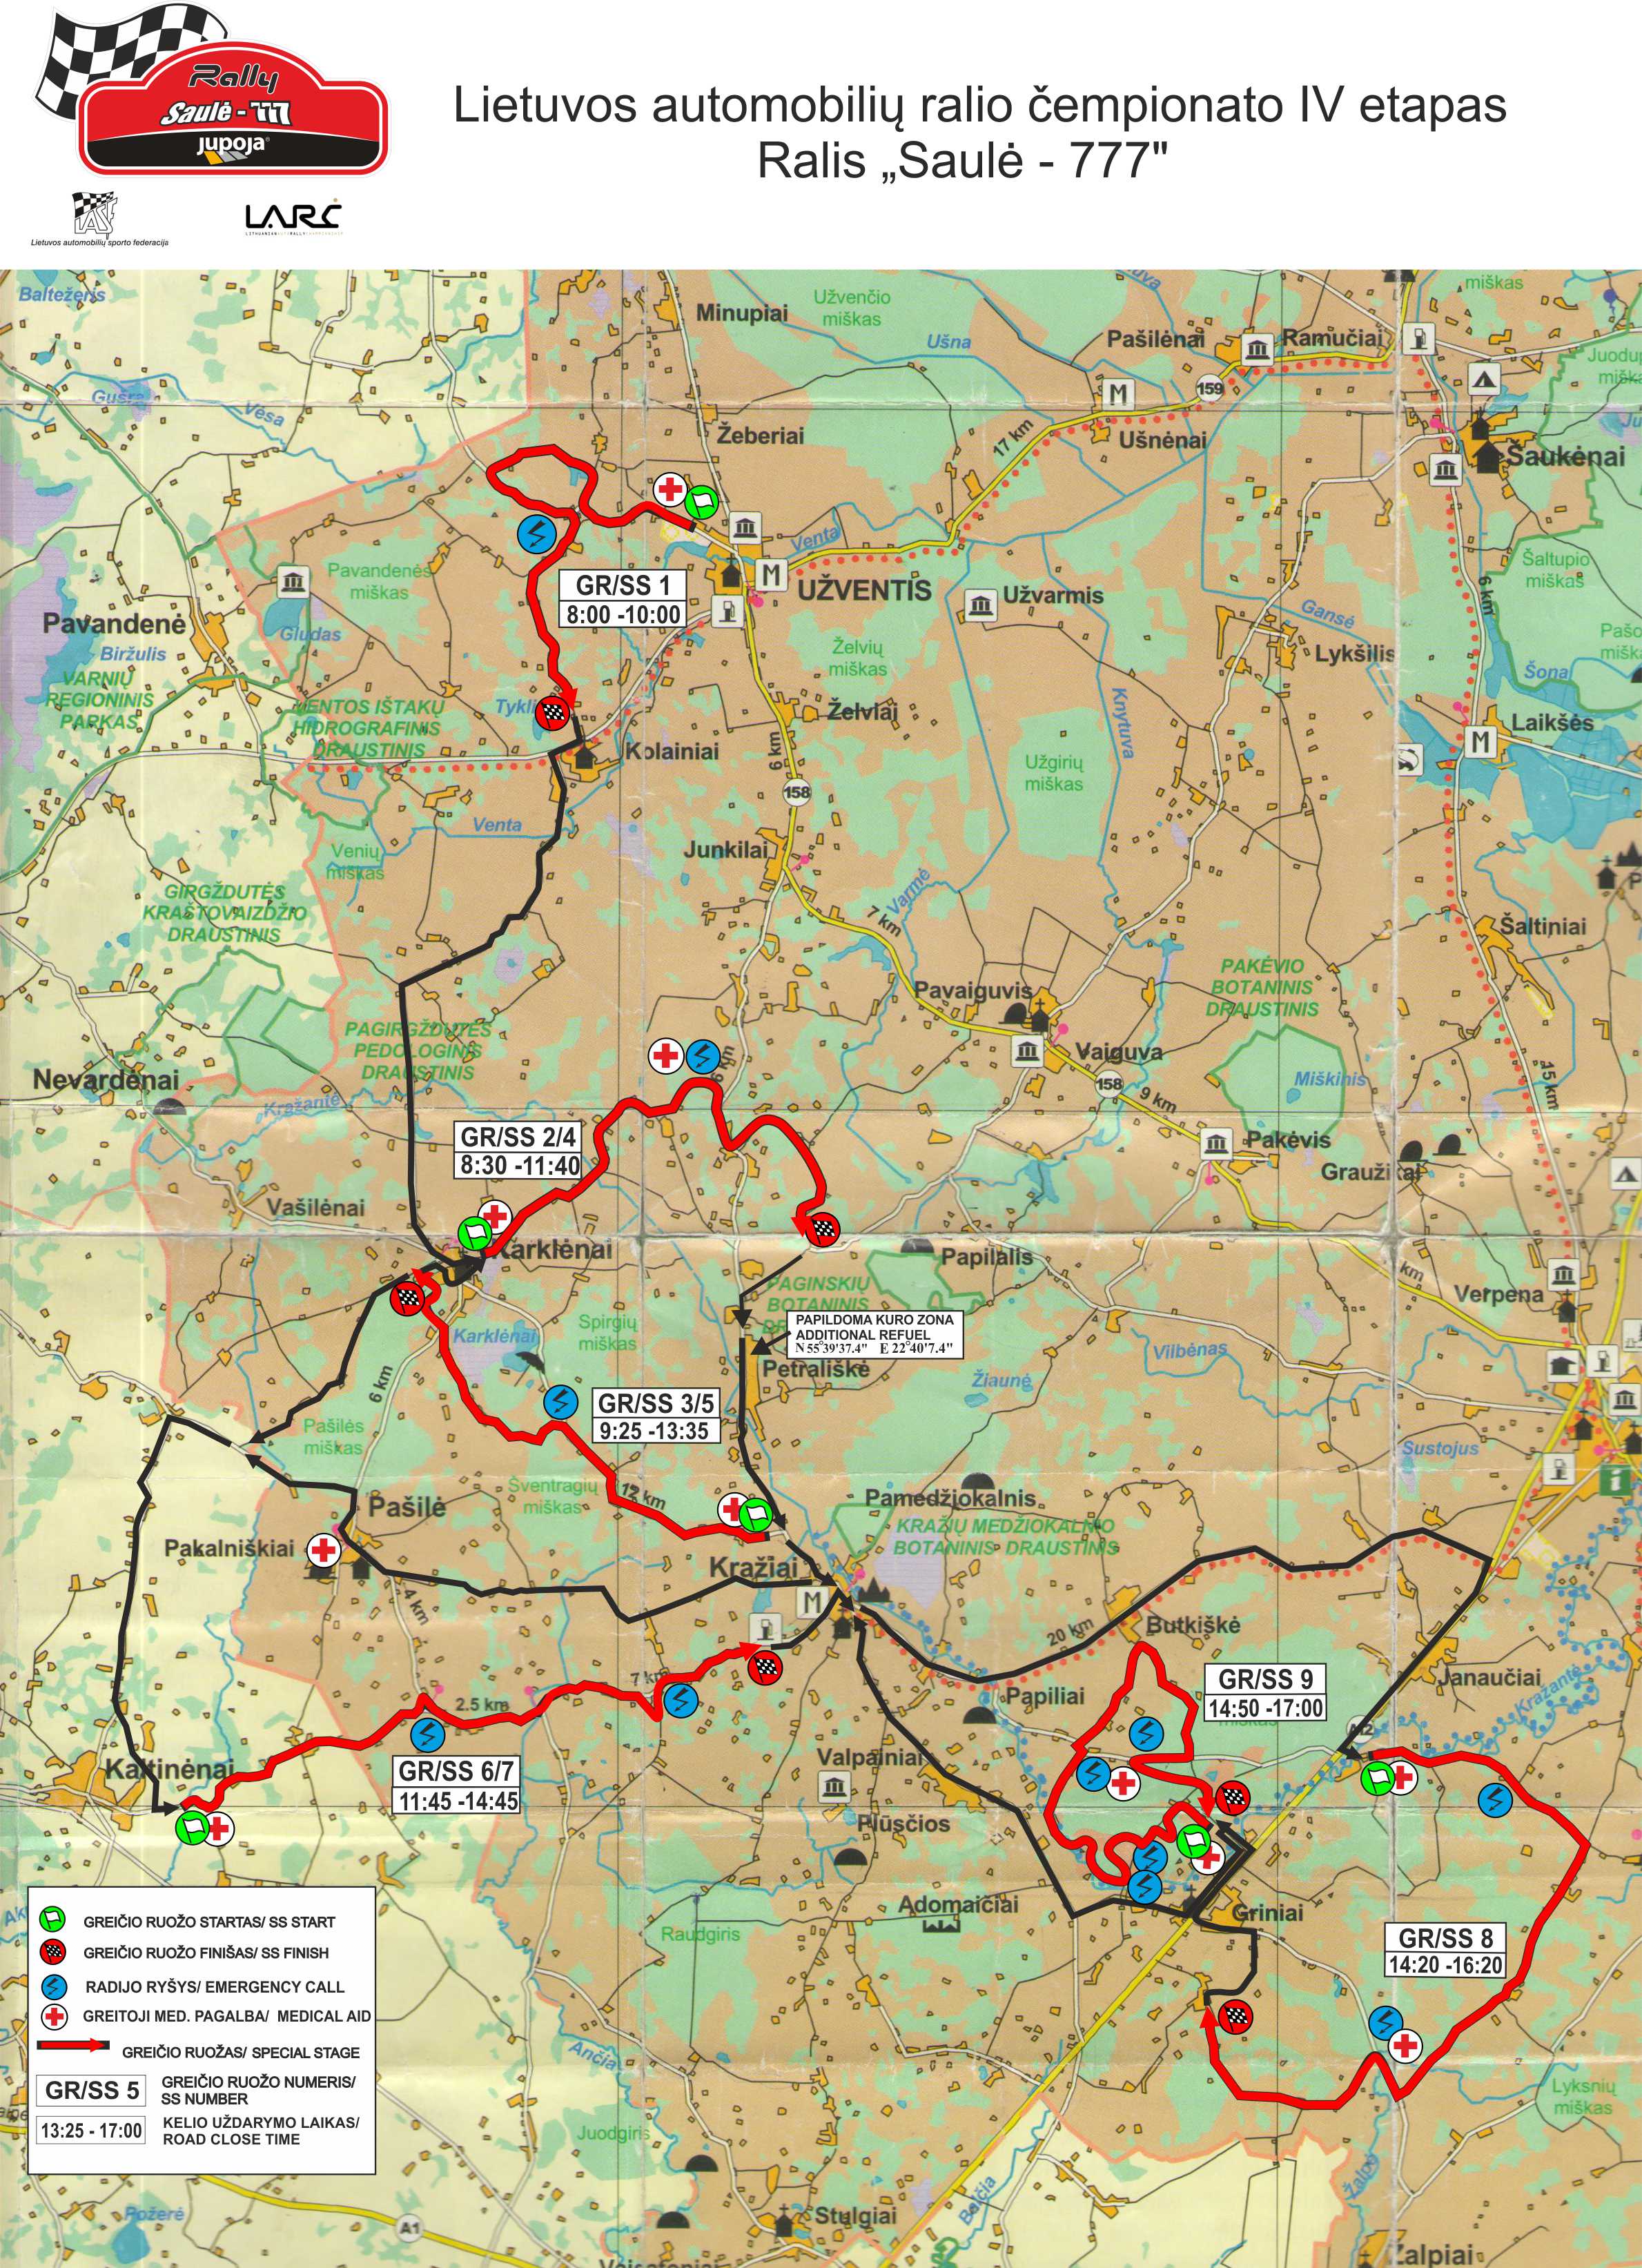 Rally
Saulė - 777
jupoja
Lietuvos automobilių ralio čempionato IV etapas
Ralis „Saulė - 777"
LASF
Lietuvos automobilių sporto federacija
LARC
Baltežeris
Minupiai
Užvenčio
miškas
Ušna
Pašilėnai
Ramučiai
miškas
Gušra
Vėsa
159
M
Žeberiai
17 km
Ušnėnai
Šaukėnai
Venta
GR/SS 1
8:00 -10:00
M
UŽVENTIS
Užvarmis
Pavandenės
miškas
Šaltupio
miškas
6 km
Gansė
Pavandenė
Biržulis
Gludas
VARNIŲ
REGIONINIS
PARKAS
Želvių
miškas
Lykšilis
Šona
VENTOS IŠTAKŲ
HIDROGRAFINIS
DRAUSTINIS
Želviai
Knytuva
Laikšės
M
Kolainiai
6 km
Užgirių
miškas
158
Venta
Venių
miškas
Junkilai
GIRGŽDUTĖS
KRAŠTOVAIZDŽIO
DRAUSTINIS
Varmė
7 km
Šaltiniai
Pavaiguvis
PAKĖVIO
BOTANINIS
DRAUSTINIS
PAGIRGŽDUTĖS
PEDOLOGINIS
DRAUSTINIS
Vaiguva
Nevardėnai
6 km
158
9 km
Miškinis
15 km
Kražantė
GR/SS 2/4
8:30 -11:40
Pakėvis
Graužikai
Vašilėnai
Karklėnai
Papilalis
km
Verpena
PAGINSKIŲ
BOTANINIS
PAPILDOMA KURO ZONA
ADDITIONAL REFUEL
N 55°39'37.4" E 22°40'7.4"
Spirgių
miškas
Karklėnai
Petrališkė
Žiaunė
Vilbėnas
6 km
GR/SS 3/5
9:25 -13:35
Pašilės
miškas
Sustojus
Šventragių
miškas
12 km
Pašilė
Pamedžiokalnis
KRAŽIŲ MEDŽIOKALNIO
BOTANINIS DRAUSTINIS
Pakalniškiai
Kražiai
M
4 km
20 km
Butkiškė
7 km
2.5 km
GR/SS 9
14:50 -17:00
miškas
Janaučiai
Kražantė
Papiliai
A12
Kaltinėnai
GR/SS 6/7
11:45 -14:45
Valpainiai
Plūsčios
Adomaičiai
Griniai
Raudgiris
GR/SS 8
14:20 -16:20
GREIČIO RUOŽO STARTAS/ SS START
GREIČIO RUOŽO FINIŠAS/ SS FINISH
RADIJO RYŠYS/ EMERGENCY CALL
GREITOJI MED. PAGALBA/ MEDICAL AID
GREIČIO RUOŽAS/ SPECIAL STAGE
GR/SS 5
GREIČIO RUOŽO NUMERIS/
SS NUMBER
13:25 - 17:00
KELIO UŽDARYMO LAIKAS/
ROAD CLOSE TIME
Ančia
Juodgiris
Lyksnių
miškas
Požerė
A1
Stulgiai
Balčia
Žalpė
Žalpiai